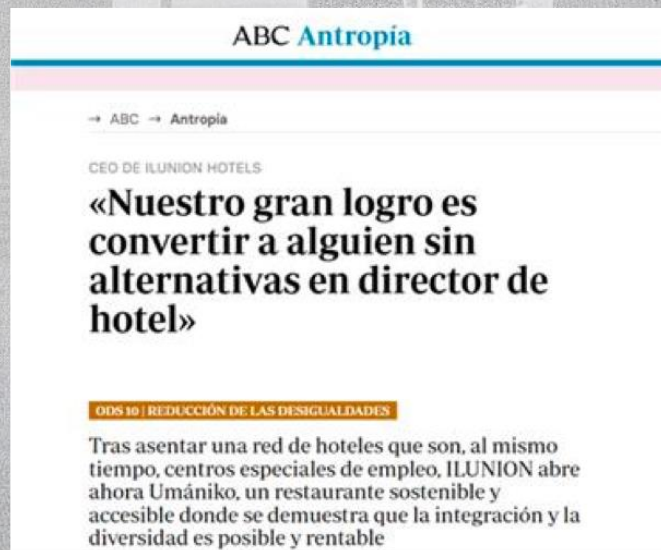 ABC Antropía
→ ABC → Antropía
CEO DE ILUNION HOTELS
«Nuestro gran logro es
convertir a alguien sin
alternativas en director de
hotel»
ODS 10 | REDUCCIÓN DE LAS DESIGUALDADES
Tras asentar una red de hoteles que son, al mismo
tiempo, centros especiales de empleo, ILUNION abre
ahora Umániko, un restaurante sostenible y
accesible donde se demuestra que la integración y la
diversidad es posible y rentable